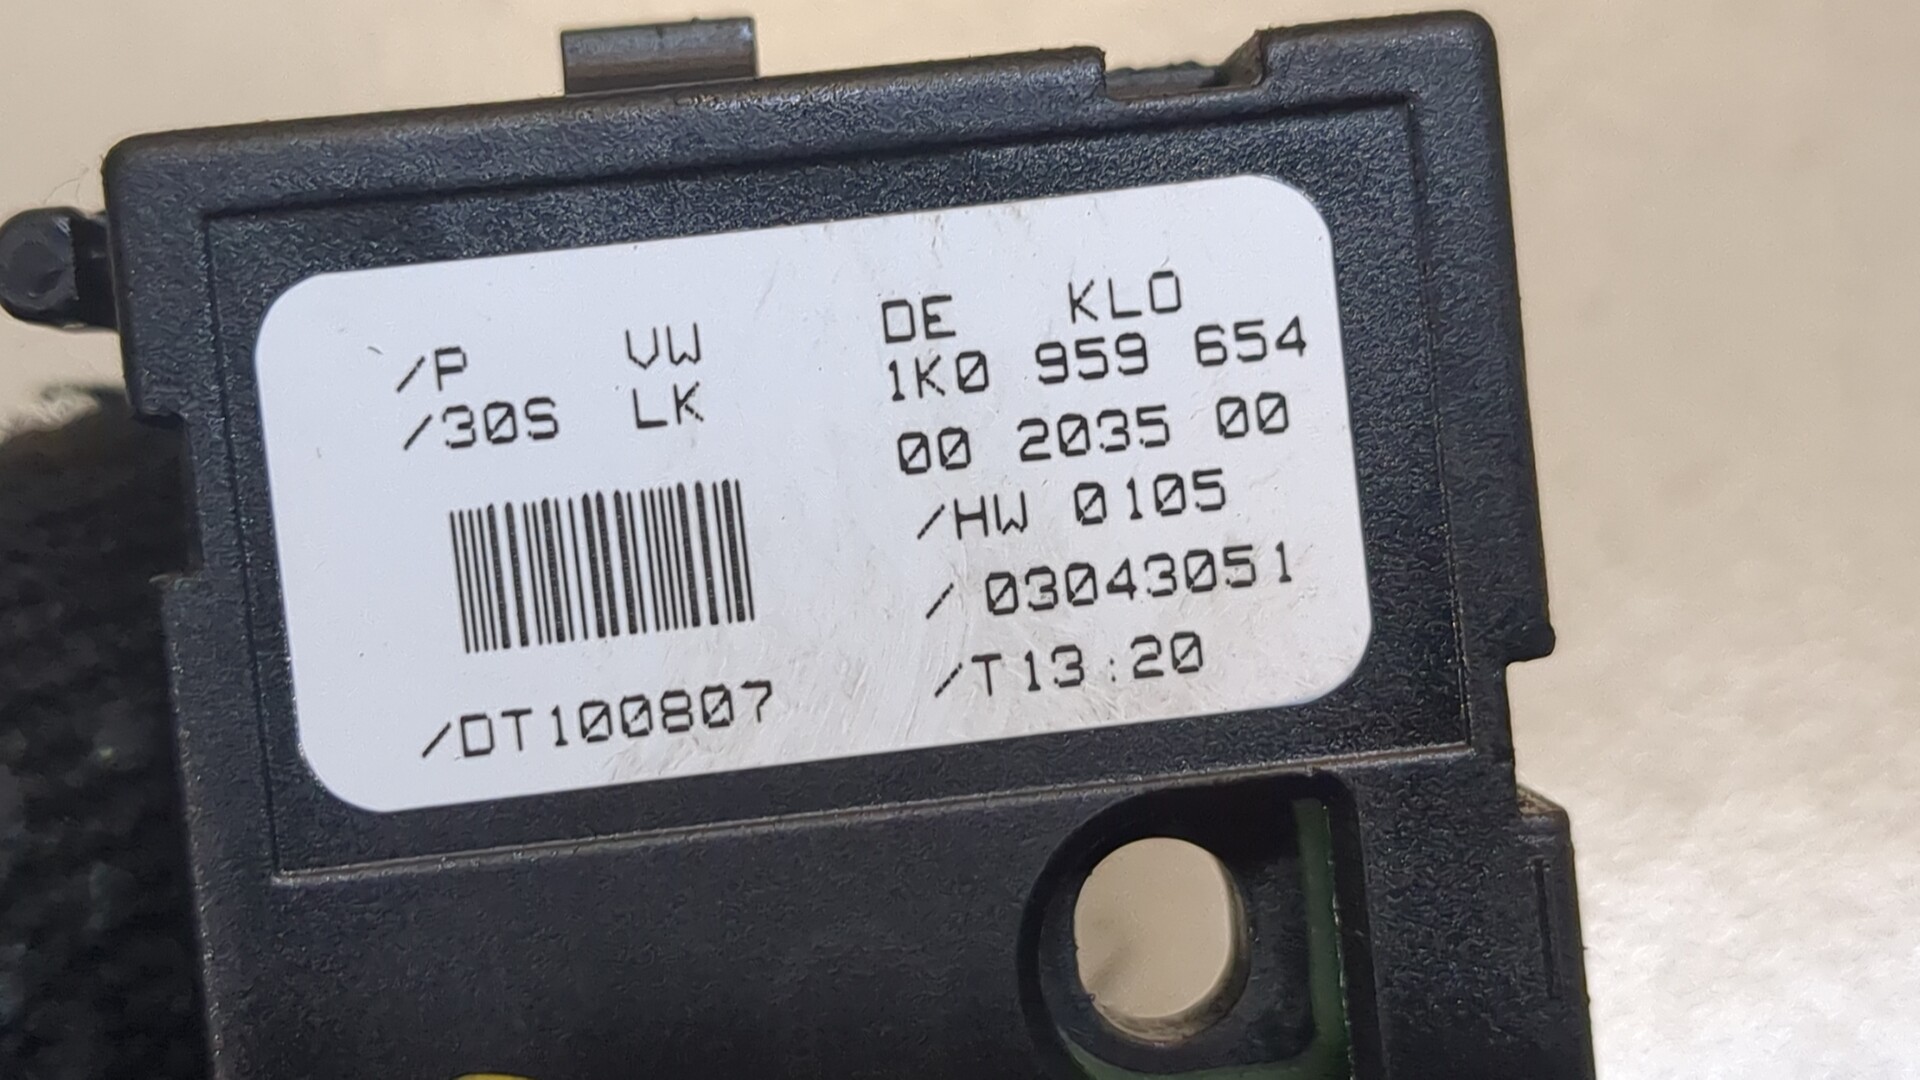 /P VW DE KLO
/30S LK 1K0 959 654
00 2035 00
/HW 0105
/ 03043051
/DT100807 /T13:20